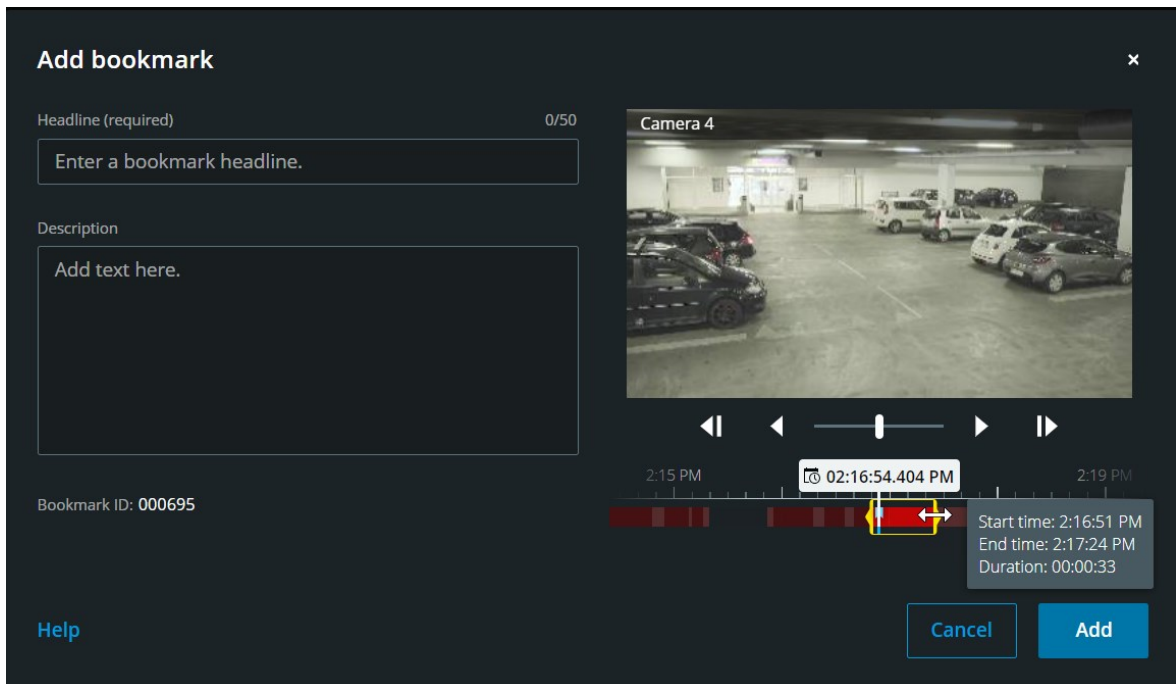 Add bookmark
Headline (required)
0/50
Enter a bookmark headline.
Description
Add text here.
Bookmark ID: 000695
Camera 4
2:15 PM
02:16:54.404 PM
2:19 PM
Start time: 2:16:51 PM
End time: 2:17:24 PM
Duration: 00:00:33
Help
Cancel
Add